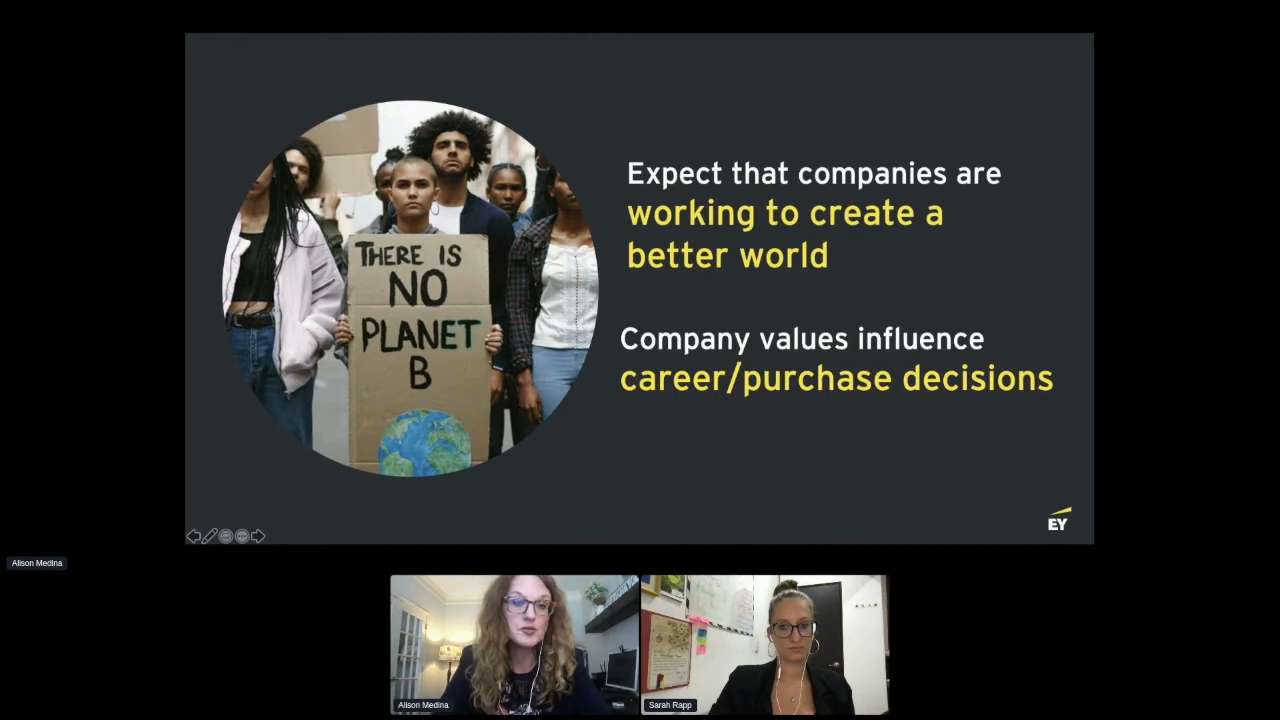 THERE IS
NO
PLANET
B
Expect that companies are
working to create a
better world
Company values influence
career/purchase decisions
EY
Alison Medina
Alison Medina
Sarah Rapp